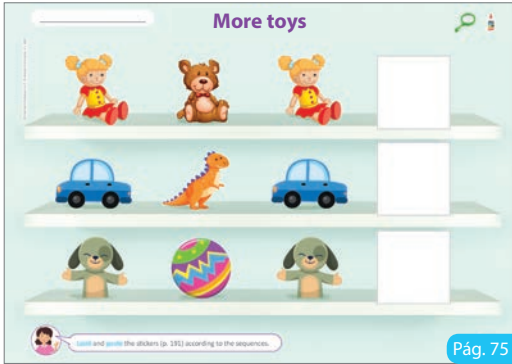 More toys
Look and paste the stickers (p. 191) according to the sequences.
Pág. 75